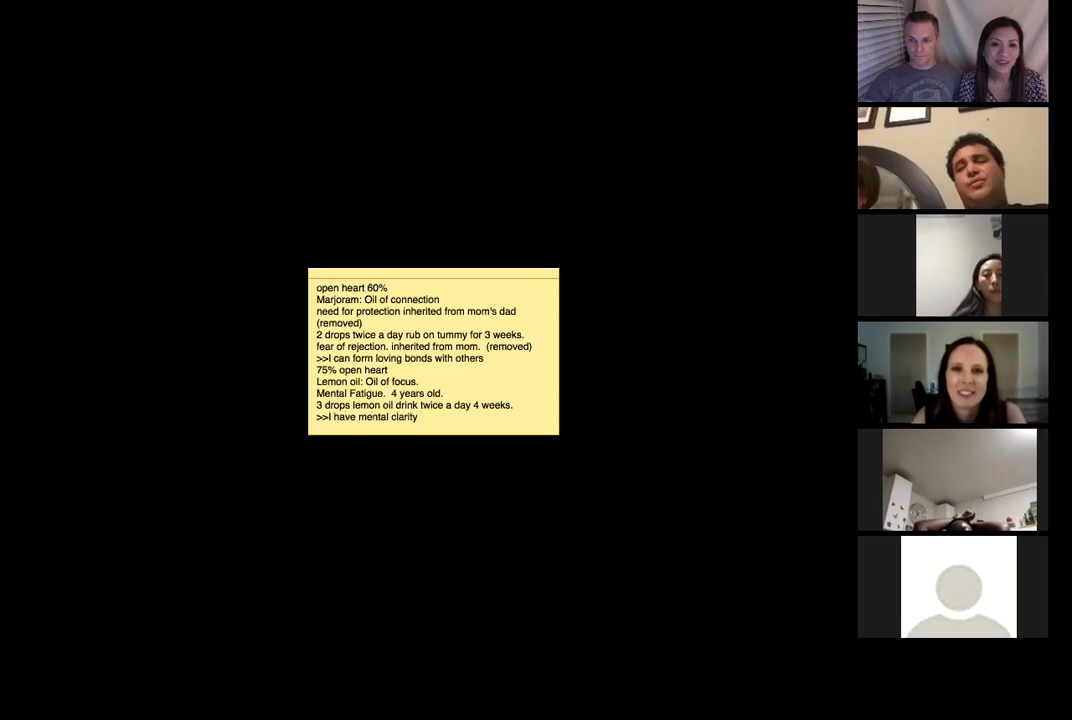 open heart 60%
Marjoram: Oil of connection
need for protection inherited from mom's dad
(removed)
2 drops twice a day rub on tummy for 3 weeks.
fear of rejection. inherited from mom.  (removed)
>>I can form loving bonds with others
75% open heart
Lemon oil: Oil of focus.
Mental Fatigue.  4 years old.
3 drops lemon oil drink twice a day 4 weeks.
>>I have mental clarity